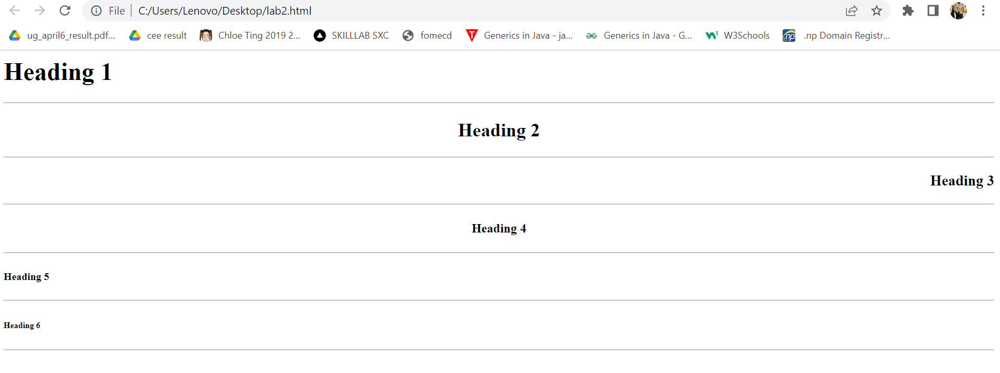 File C:/Users/Lenovo/Desktop/lab2.html
ug_april6_result.pdf... cee result Chloe Ting 2019 2... SKILLLAB SXC fomecd T Generics in Java - ja... Generics in Java - G... W3Schools .np .np Domain Registr...
Heading 1
Heading 2
Heading 3
Heading 4
Heading 5
Heading 6